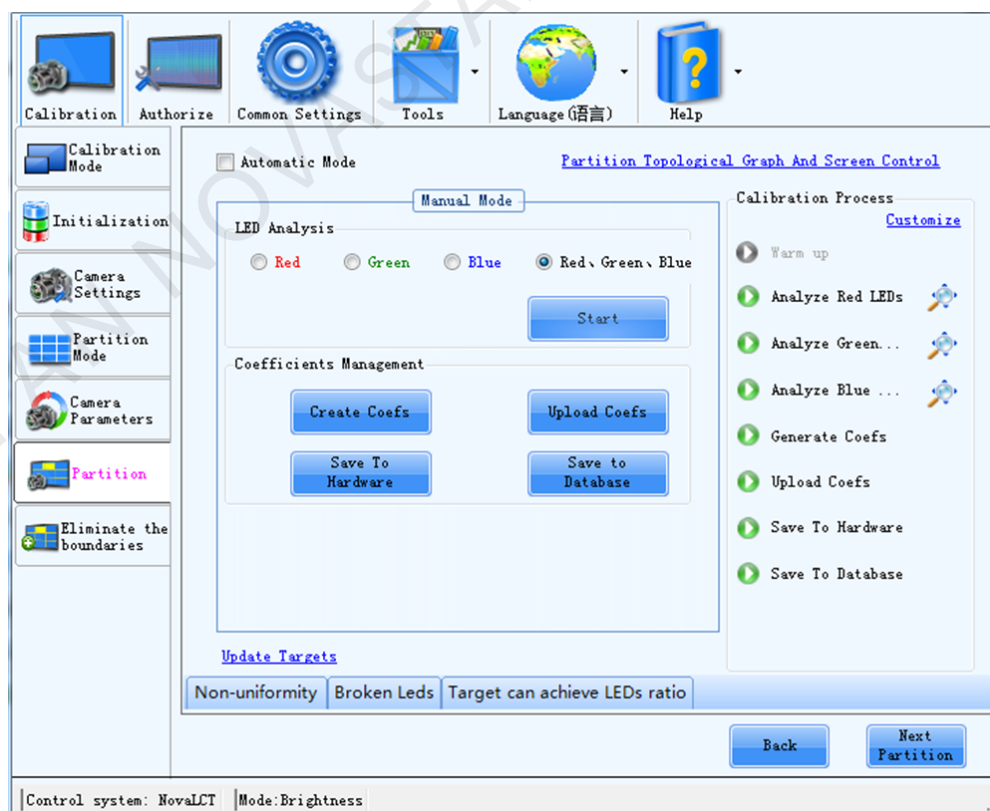 Calibration
Authorize
Common Settings
Tools
Language(语言)
Help
Calibration
Mode
Initialization
Camera
Settings
Partition
Mode
Camera
Parameters
Partition
Eliminate the
boundaries
Automatic Mode
Partition Topological Graph And Screen Control
Manual Mode
LED Analysis
Red
Green
Blue
Red、Green、Blue
Start
Coefficients Management
Create Coefs
Upload Coefs
Save To
Hardware
Save to
Database
Update Targets
Non-uniformity
Broken Leds
Target can achieve LEDs ratio
Calibration Process
Customize
Warm up
Analyze Red LEDs
Analyze Green...
Analyze Blue ...
Generate Coefs
Upload Coefs
Save To Hardware
Save To Database
Back
Next
Partition
Control system: NovaLCT
Mode:Brightness